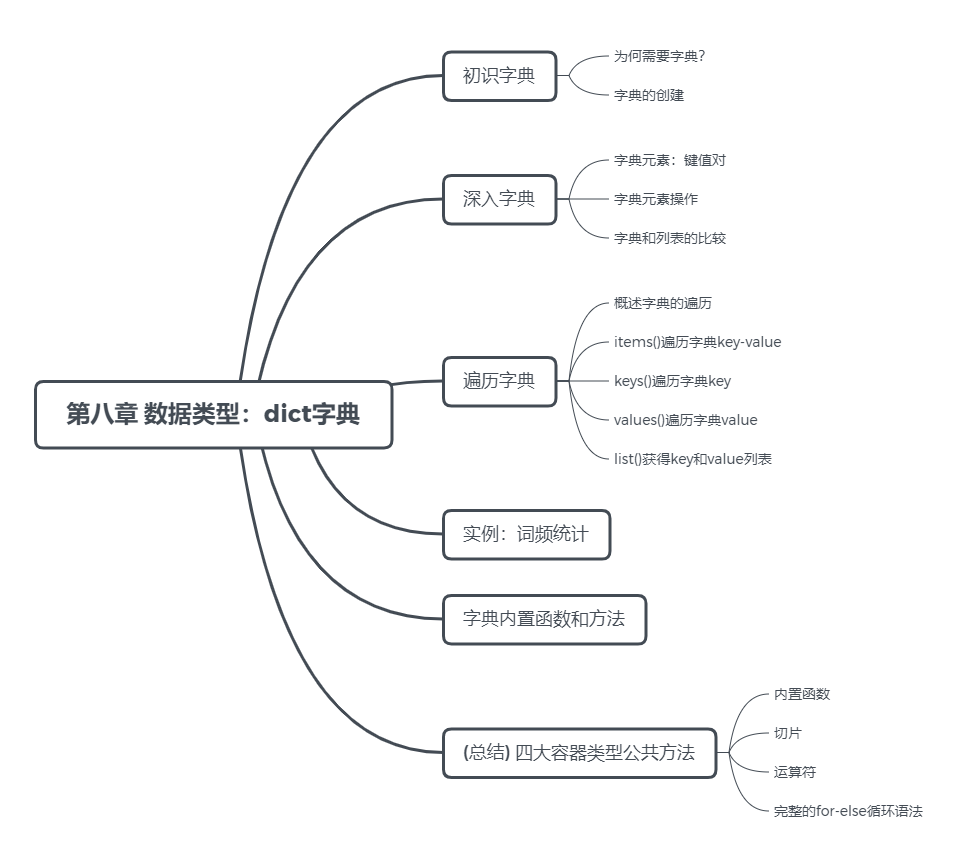 第八章 数据类型：dict字典
初识字典
为何需要字典?
字典的创建
深入字典
字典元素：键值对
字典元素操作
字典和列表的比较
遍历字典
概述字典的遍历
items()遍历字典key-value
keys()遍历字典key
values()遍历字典value
list()获得key和value列表
实例：词频统计
字典内置函数和方法
(总结) 四大容器类型公共方法
内置函数
切片
运算符
完整的for-else循环语法